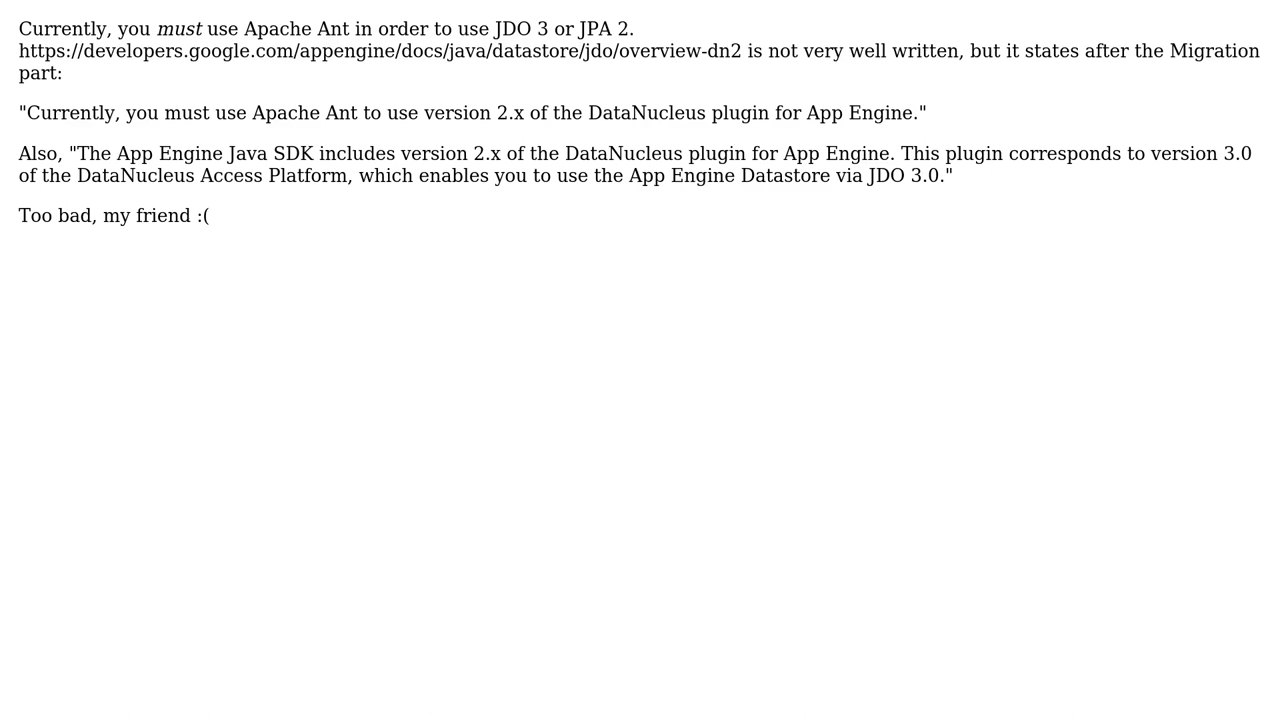 Currently, you must use Apache Ant in order to use JDO 3 or JPA 2.
https://developers.google.com/appengine/docs/java/datastore/jdo/overview-dn2 is not very well written, but it states after the Migration
part:
"Currently, you must use Apache Ant to use version 2.x of the DataNucleus plugin for App Engine."
Also, "The App Engine Java SDK includes version 2.x of the DataNucleus plugin for App Engine. This plugin corresponds to version 3.0
of the DataNucleus Access Platform, which enables you to use the App Engine Datastore via JDO 3.0."
Too bad, my friend :(